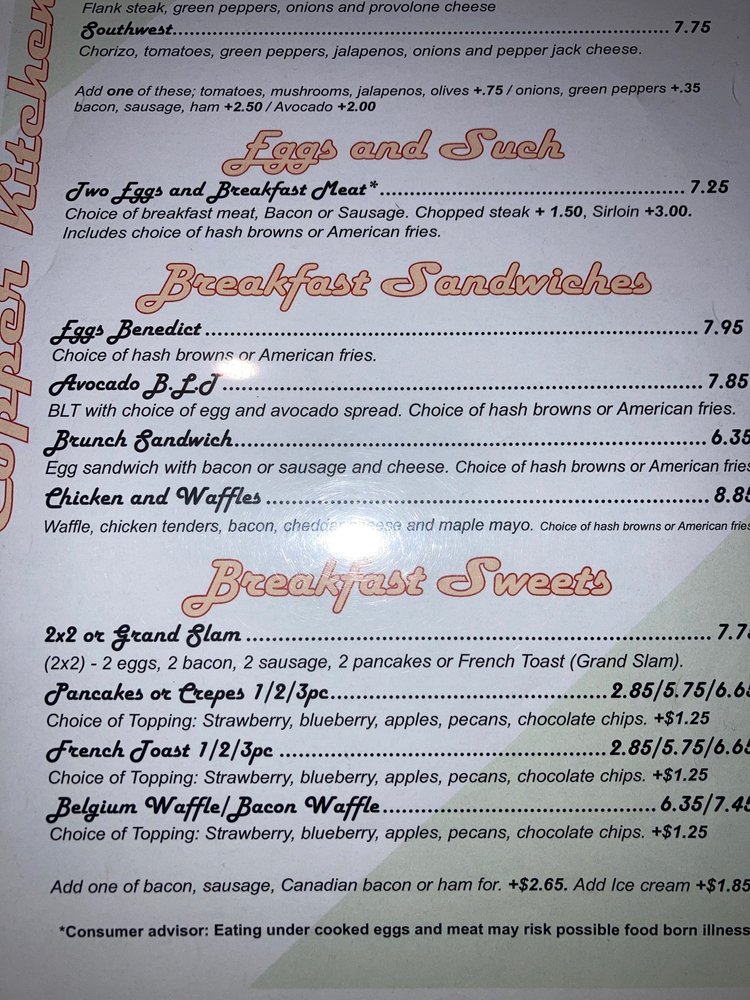 Copper Kitchen
Flank steak, green peppers, onions and provolone cheese
Southwest 7.75
Chorizo, tomatoes, green peppers, jalapenos, onions and pepper jack cheese.
Add one of these; tomatoes, mushrooms, jalapenos, olives +.75 / onions, green peppers +.35
bacon, sausage, ham +2.50 / Avocado +2.00
Eggs and Such
Two Eggs and Breakfast Meat* 7.25
Choice of breakfast meat, Bacon or Sausage. Chopped steak + 1.50, Sirloin +3.00.
Includes choice of hash browns or American fries.
Breakfast Sandwiches
Eggs Benedict 7.95
Choice of hash browns or American fries.
Avocado B.L.T 7.85
BLT with choice of egg and avocado spread. Choice of hash browns or American fries.
Brunch Sandwich 6.35
Egg sandwich with bacon or sausage and cheese. Choice of hash browns or American fries
Chicken and Waffles 8.85
Waffle, chicken tenders, bacon, cheddar cheese and maple mayo. Choice of hash browns or American fries
Breakfast Sweets
2x2 or Grand Slam
(2x2) - 2 eggs, 2 bacon, 2 sausage, 2 pancakes or French Toast (Grand Slam).
Pancakes or Crepes 1/2/3pc 2.85/5.75/6.65
Choice of Topping: Strawberry, blueberry, apples, pecans, chocolate chips. +$1.25
French Toast 1/2/3pc 2.85/5.75/6.65
Choice of Topping: Strawberry, blueberry, apples, pecans, chocolate chips. +$1.25
Belgium Waffle/Bacon Waffle 6.35/7.45
Choice of Topping: Strawberry, blueberry, apples, pecans, chocolate chips. +$1.25
Add one of bacon, sausage, Canadian bacon or ham for. +$2.65. Add Ice cream +$1.85
*Consumer advisor: Eating under cooked eggs and meat may risk possible food born illness